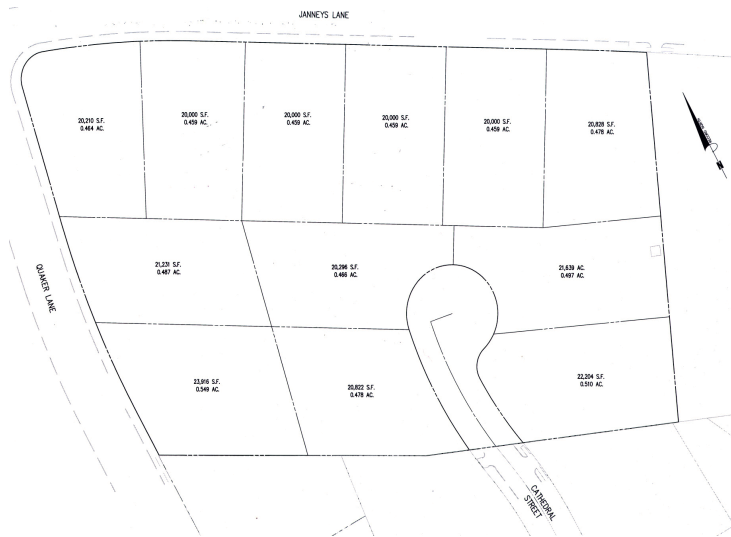 JANNEYS LANE
20,210 S.F.
0.464 AC.
20,000 S.F.
0.459 AC.
20,000 S.F.
0.459 AC.
20,000 S.F.
0.459 AC.
20,000 S.F.
0.459 AC.
20,828 S.F.
0.478 AC.
QUAKER LANE
21,231 S.F.
0.487 AC.
20,296 S.F.
0.466 AC.
21,639 AC.
0.497 AC.
23,916 S.F.
0.549 AC.
20,822 S.F.
0.478 AC.
22,204 S.F.
0.510 AC.
CATHEDRAL
STREET